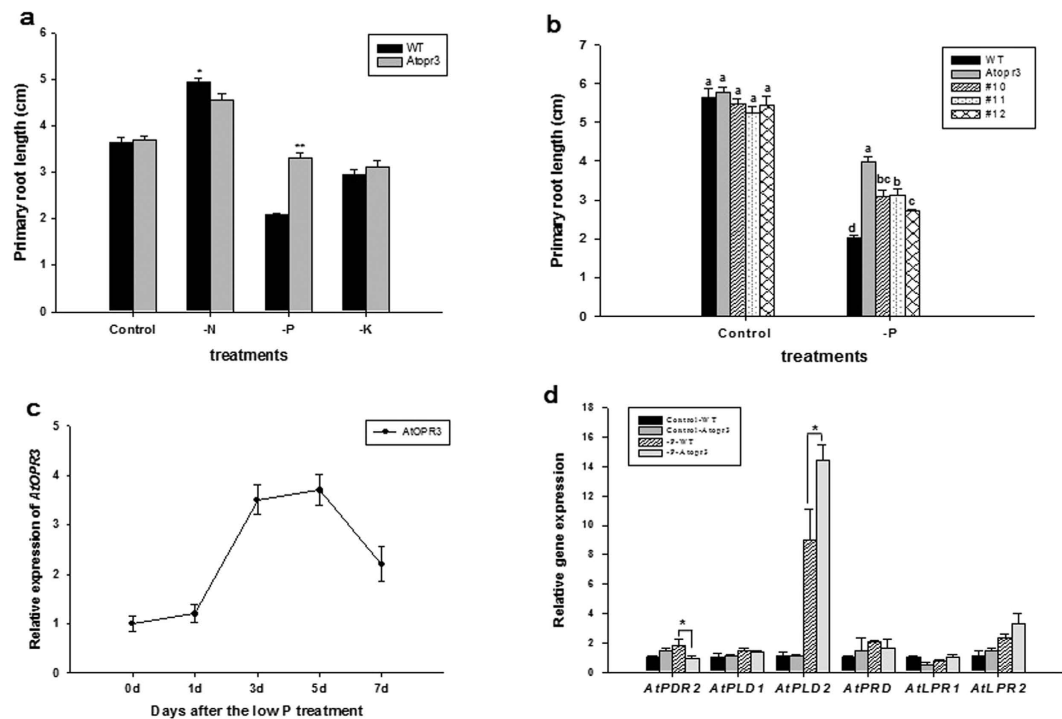 a
6
5
4
3
2
1
0
Primary root length (cm)
WT
Atopr3
*
**
Control
-N
-P
-K
treatments
b
7
6
5
4
3
2
1
0
Primary root length (cm)
WT
Atopr3
#10
#11
#12
a a a a a
a
bc b
c
d
Control
-P
treatments
c
5
4
3
2
1
0
Relative expression of AtOPR3
AtOPR3
0d
1d
3d
5d
7d
Days after the low P treatment
d
18
16
14
12
10
8
6
4
2
0
Relative gene expression
Control-WT
Control-Atopr3
-P-WT
-P-Atopr3
*
*
AtPDR2
AtPLD1
AtPLD2
AtPRD
AtLPR1
AtLPR2